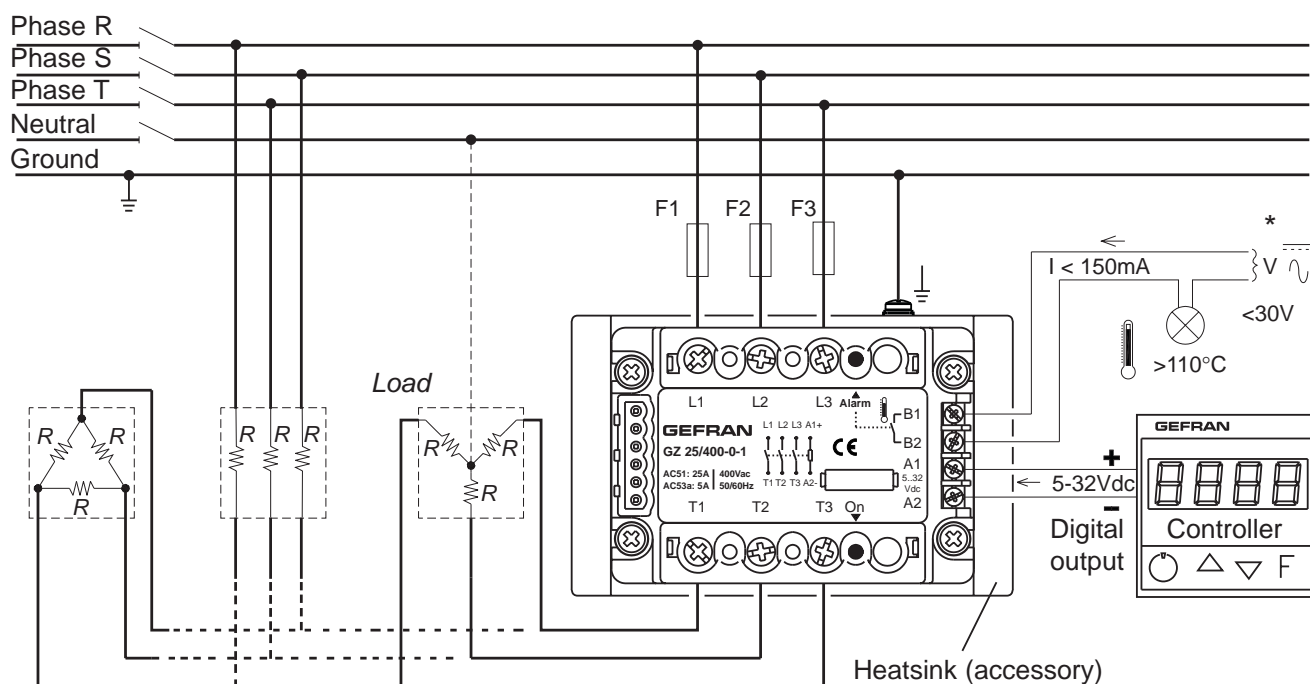 Phase R
Phase S
Phase T
Neutral
Ground
F1 F2 F3
*
I < 150mA
V
<30V
>110°C
Load
R R
R
R R R
R R
R
L1 L2 L3 Alarm
B1
B2
GEFRAN
GZ 25/400-0-1
AC51: 25A 400Vac
AC53a: 5A 50/60Hz
L1 L2 L3 A1+
T1 T2 T3 A2-
CE
A1
5..32
Vdc
A2
T1 T2 T3 On
+
5-32Vdc
–
Digital
output
GEFRAN
8888
Controller
F
Heatsink (accessory)